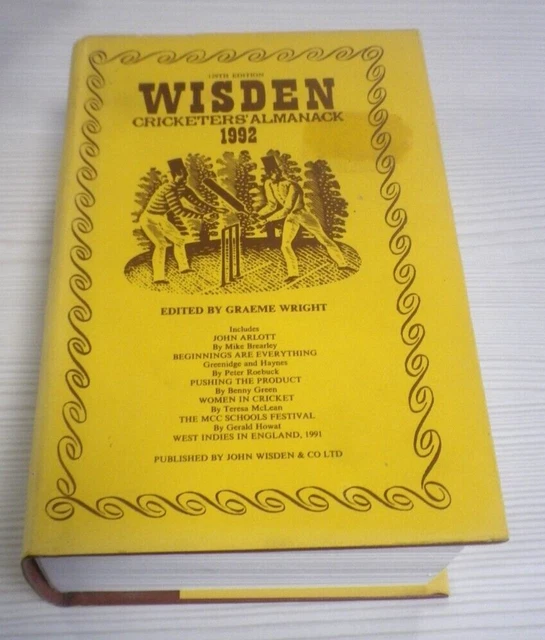 129TH EDITION
WISDEN
CRICKETERS' ALMANACK
1992
EDITED BY GRAEME WRIGHT
Includes
JOHN ARLOTT
By Mike Brearley
BEGINNINGS ARE EVERYTHING
Greenidge and Haynes
By Peter Roebuck
PUSHING THE PRODUCT
By Benny Green
WOMEN IN CRICKET
By Teresa McLean
THE MCC SCHOOLS FESTIVAL
By Gerald Howat
WEST INDIES IN ENGLAND, 1991
PUBLISHED BY JOHN WISDEN & CO LTD